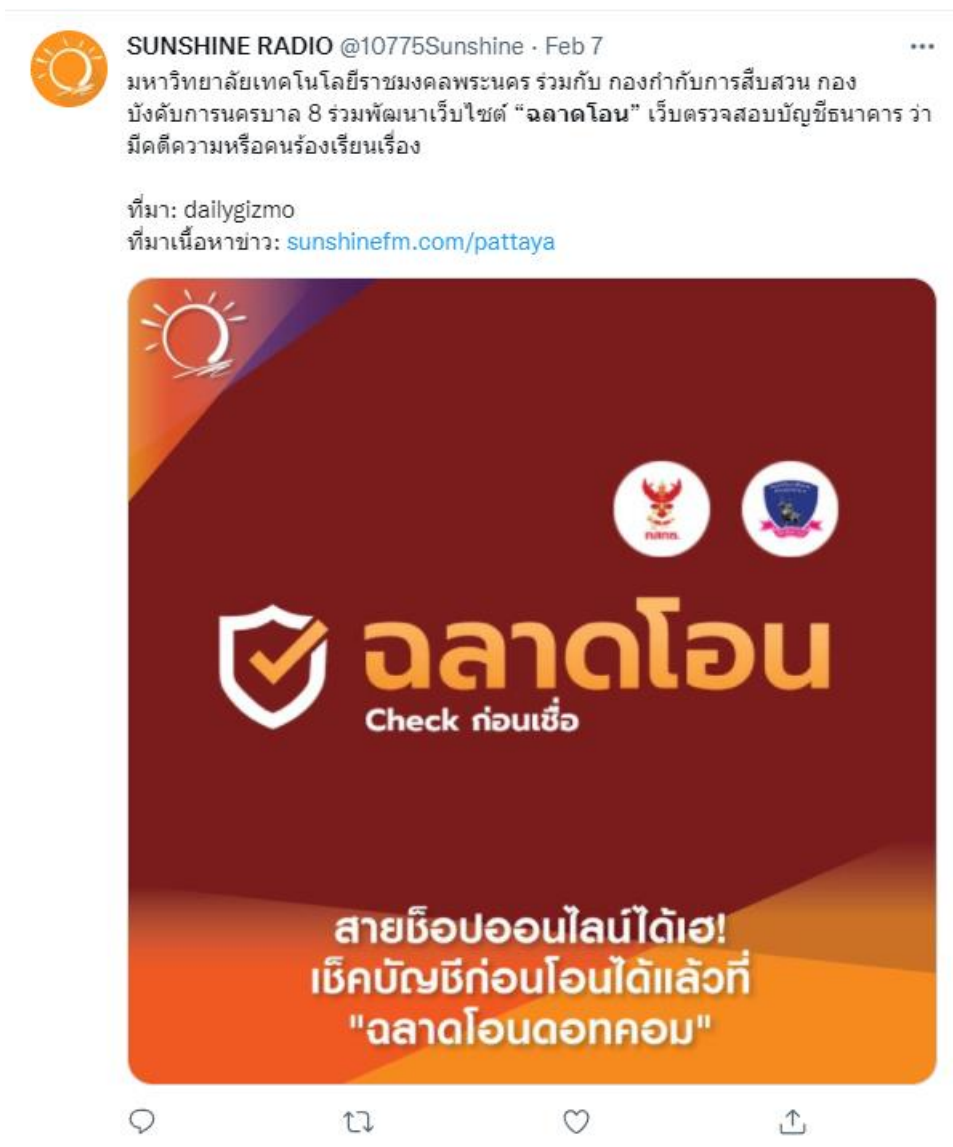 SUNSHINE RADIO @10775Sunshine · Feb 7
มหาวิทยาลัยเทคโนโลยีราชมงคลพระนคร ร่วมกับ กองกำกับการสืบสวน กอง
บังคับการนครบาล 8 ร่วมพัฒนาเว็บไซต์ “ฉลาดโอน” เว็บตรวจสอบบัญชีธนาคาร ว่า
มีคดีความหรือคนร้องเรียนเรื่อง
ที่มา: dailygizmo
ที่มาเนื้อหาข่าว: sunshinefm.com/pattaya
กสทช.
ฉลาดโอน
Check ก่อนเชื่อ
สายช็อปออนไลน์ได้เฮ!
เช็คบัญชีก่อนโอนได้แล้วที่
"ฉลาดโอนดอทคอม"